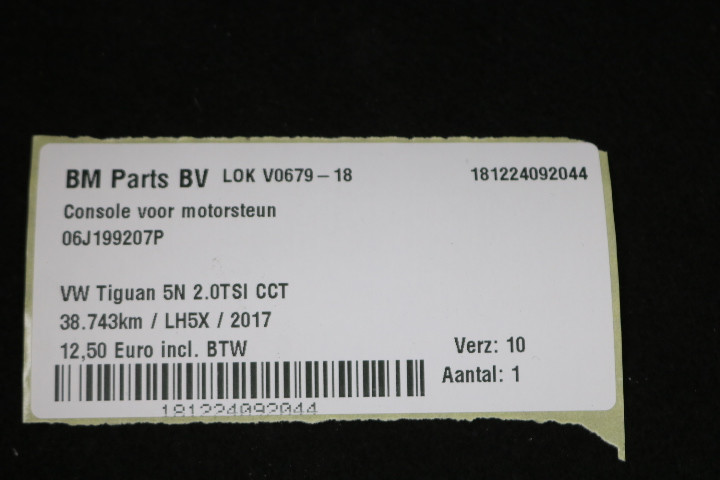 BM Parts BV LOK V0679-18 181224092044
Console voor motorsteun
06J199207P
VW Tiguan 5N 2.0TSI CCT
38.743km / LH5X / 2017
12,50 Euro incl. BTW Verz: 10
Aantal: 1
181224092044